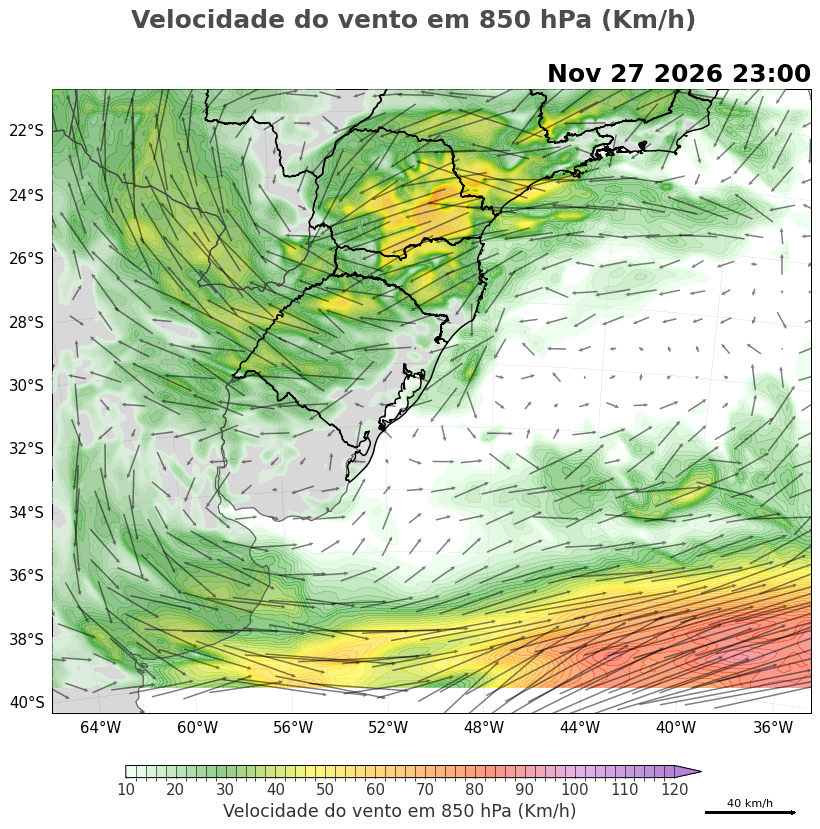 Velocidade do vento em 850 hPa (Km/h)
Nov 27 2026 23:00
22°S
24°S
26°S
28°S
30°S
32°S
34°S
36°S
38°S
40°S
64°W 60°W 56°W 52°W 48°W 44°W 40°W 36°W
10 20 30 40 50 60 70 80 90 100 110 120
Velocidade do vento em 850 hPa (Km/h)
40 km/h